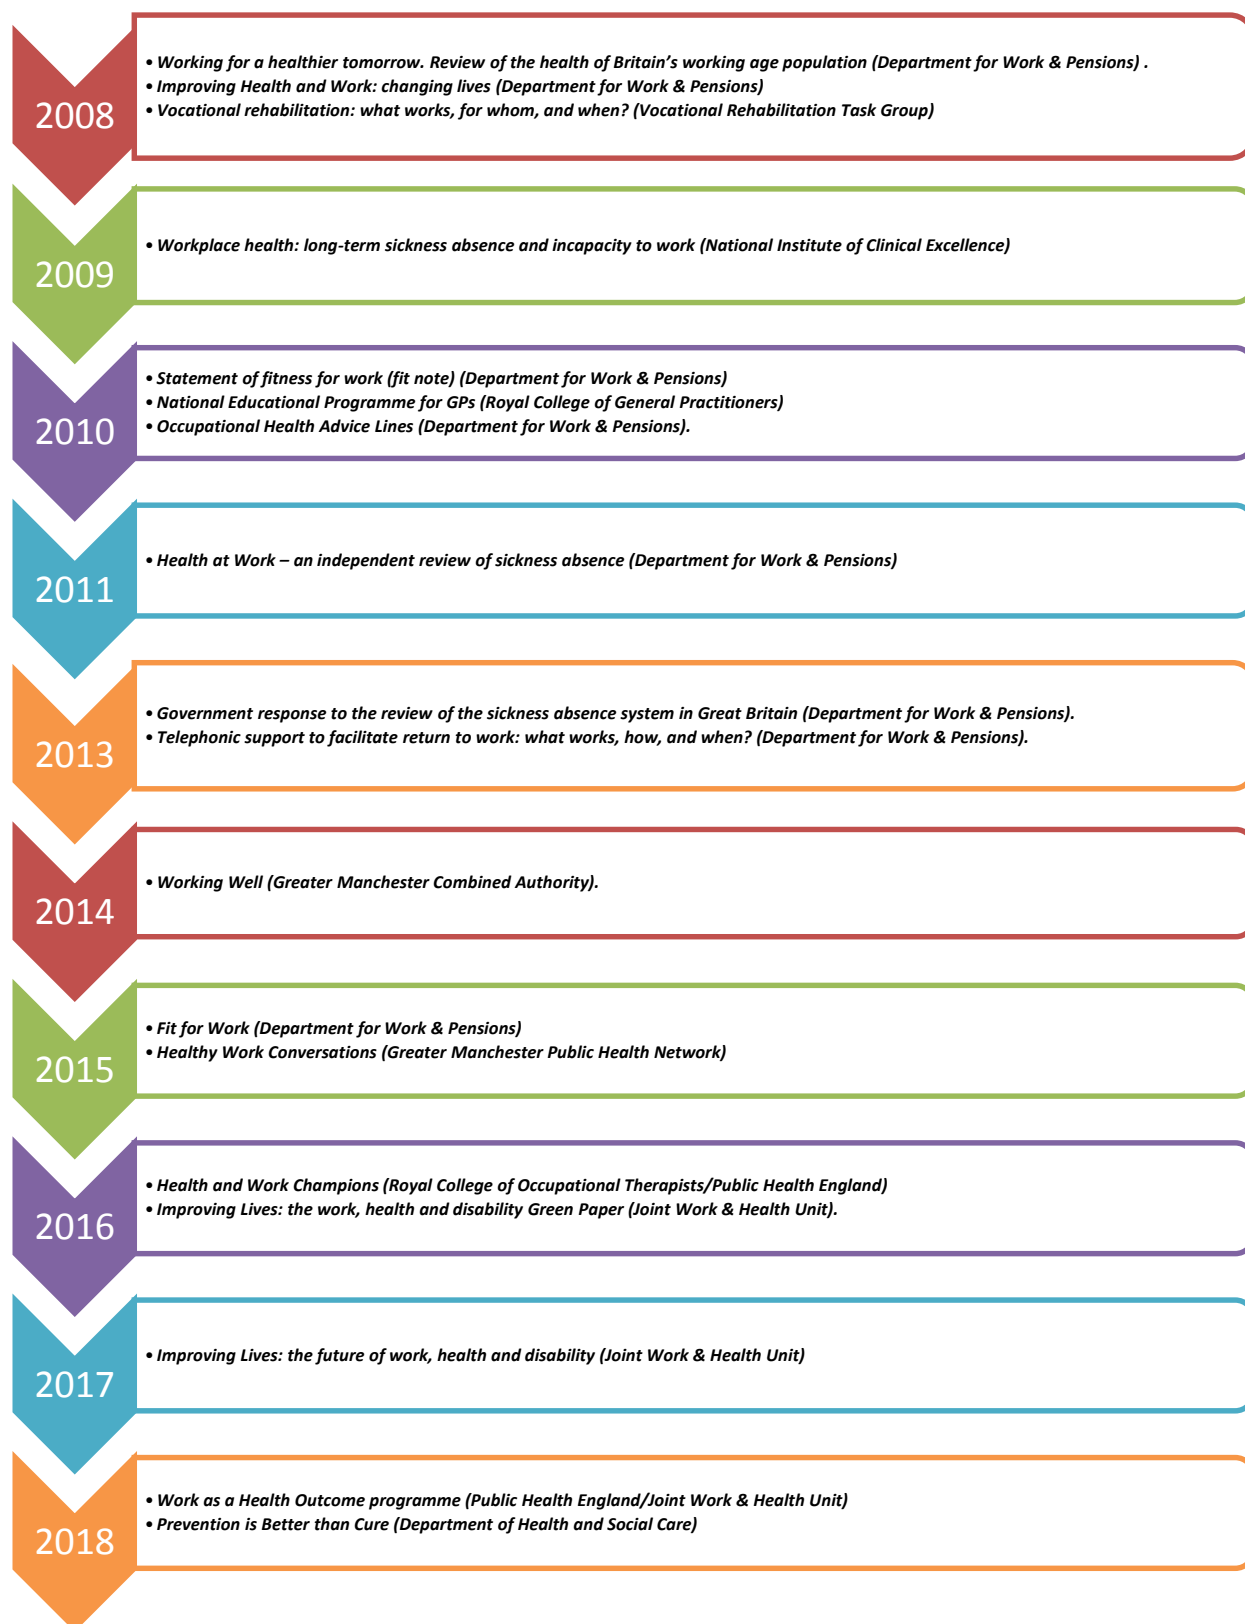 2008
• Working for a healthier tomorrow. Review of the health of Britain’s working age population (Department for Work & Pensions) .
• Improving Health and Work: changing lives (Department for Work & Pensions)
• Vocational rehabilitation: what works, for whom, and when? (Vocational Rehabilitation Task Group)
2009
• Workplace health: long-term sickness absence and incapacity to work (National Institute of Clinical Excellence)
2010
• Statement of fitness for work (fit note) (Department for Work & Pensions)
• National Educational Programme for GPs (Royal College of General Practitioners)
• Occupational Health Advice Lines (Department for Work & Pensions).
2011
• Health at Work – an independent review of sickness absence (Department for Work & Pensions)
2013
• Government response to the review of the sickness absence system in Great Britain (Department for Work & Pensions).
• Telephonic support to facilitate return to work: what works, how, and when? (Department for Work & Pensions).
2014
• Working Well (Greater Manchester Combined Authority).
2015
• Fit for Work (Department for Work & Pensions)
• Healthy Work Conversations (Greater Manchester Public Health Network)
2016
• Health and Work Champions (Royal College of Occupational Therapists/Public Health England)
• Improving Lives: the work, health and disability Green Paper (Joint Work & Health Unit).
2017
• Improving Lives: the future of work, health and disability (Joint Work & Health Unit)
2018
• Work as a Health Outcome programme (Public Health England/Joint Work & Health Unit)
• Prevention is Better than Cure (Department of Health and Social Care)